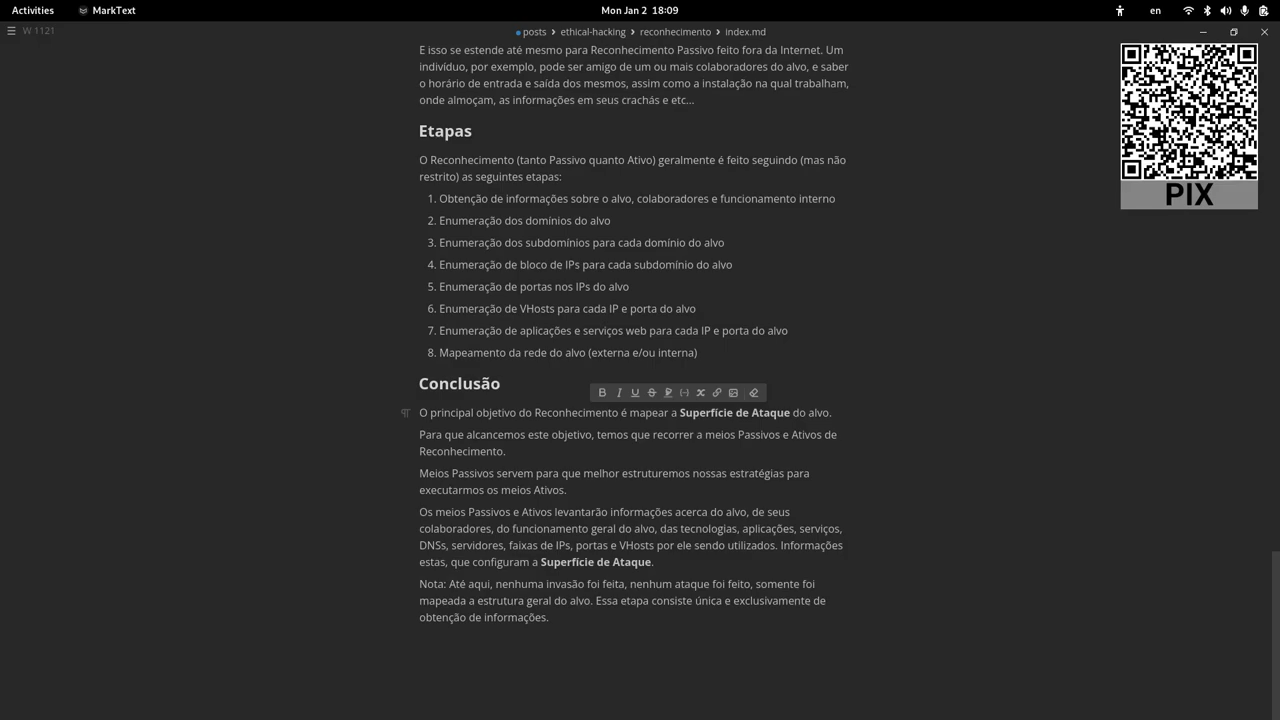 Activities
MarkText
Mon Jan 2 18:09
en
W 1121
posts > ethical-hacking > reconhecimento > index.md
E isso se estende até mesmo para Reconhecimento Passivo feito fora da Internet. Um
indivíduo, por exemplo, pode ser amigo de um ou mais colaboradores do alvo, e saber
o horário de entrada e saída dos mesmos, assim como a instalação na qual trabalham,
onde almoçam, as informações em seus crachás e etc...
Etapas
O Reconhecimento (tanto Passivo quanto Ativo) geralmente é feito seguindo (mas não
restrito) as seguintes etapas:
1. Obtenção de informações sobre o alvo, colaboradores e funcionamento interno
2. Enumeração dos domínios do alvo
3. Enumeração dos subdomínios para cada domínio do alvo
4. Enumeração de bloco de IPs para cada subdomínio do alvo
5. Enumeração de portas nos IPs do alvo
6. Enumeração de VHosts para cada IP e porta do alvo
7. Enumeração de aplicações e serviços web para cada IP e porta do alvo
8. Mapeamento da rede do alvo (externa e/ou interna)
Conclusão
O principal objetivo do Reconhecimento é mapear a Superfície de Ataque do alvo.
Para que alcancemos este objetivo, temos que recorrer a meios Passivos e Ativos de
Reconhecimento.
Meios Passivos servem para que melhor estruturemos nossas estratégias para
executarmos os meios Ativos.
Os meios Passivos e Ativos levantarão informações acerca do alvo, de seus
colaboradores, do funcionamento geral do alvo, das tecnologias, aplicações, serviços,
DNSs, servidores, faixas de IPs, portas e VHosts por ele sendo utilizados. Informações
estas, que configuram a Superfície de Ataque.
Nota: Até aqui, nenhuma invasão foi feita, nenhum ataque foi feito, somente foi
mapeada a estrutura geral do alvo. Essa etapa consiste única e exclusivamente de
obtenção de informações.
PIX